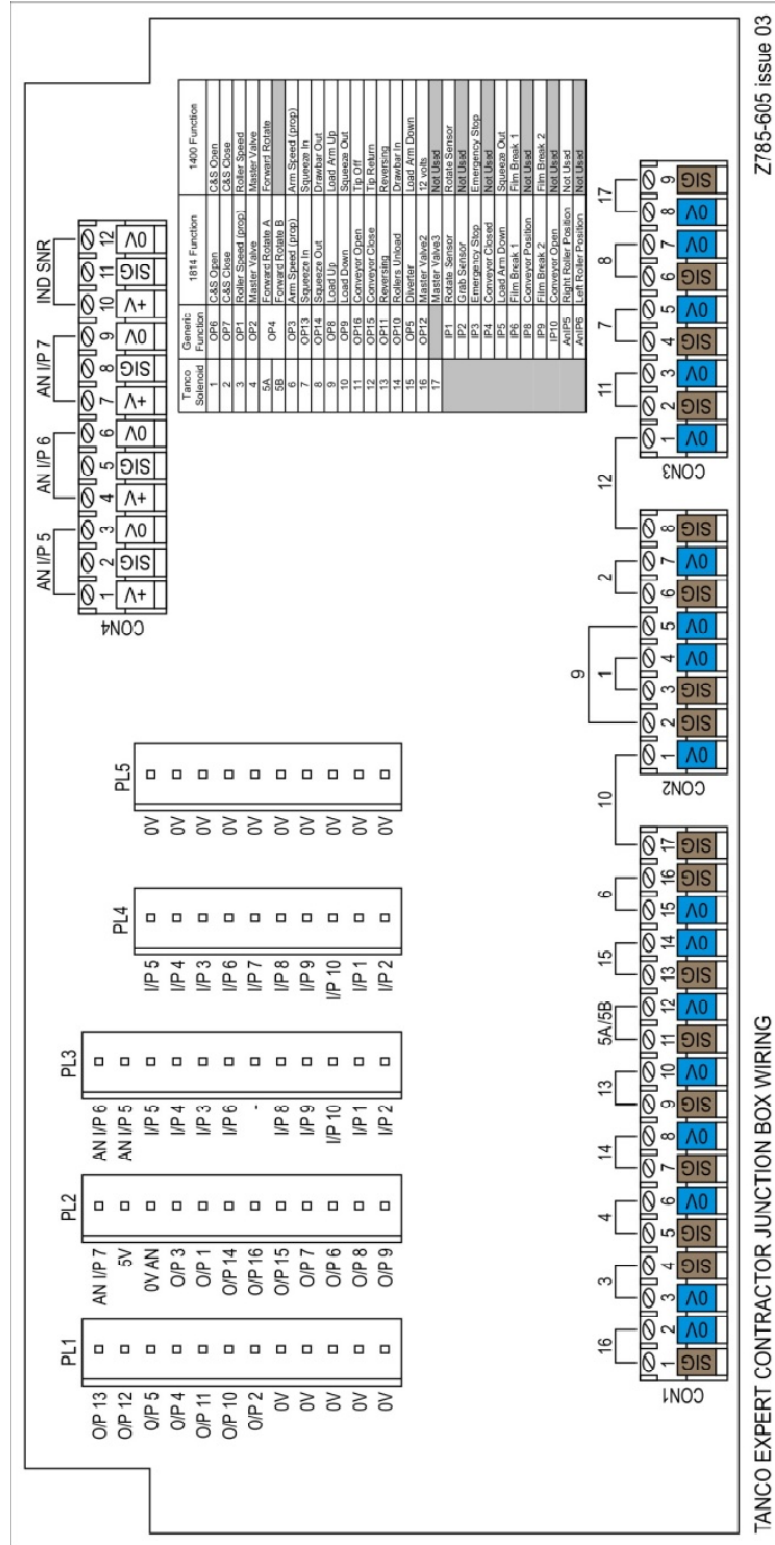 PL1
O/P 13
O/P 12
O/P 5
O/P 4
O/P 11
O/P 10
O/P 2
0V
0V
0V
0V
0V
PL2
AN I/P 7
5V
0V AN
O/P 3
O/P 1
O/P 14
O/P 16
O/P 15
O/P 7
O/P 6
O/P 8
O/P 9
PL3
AN I/P 6
AN I/P 5
I/P 5
I/P 4
I/P 3
I/P 6
-
I/P 8
I/P 9
I/P 10
I/P 1
I/P 2
PL4
I/P 5
I/P 4
I/P 3
I/P 6
I/P 7
I/P 8
I/P 9
I/P 10
I/P 1
I/P 2
PL5
0V
0V
0V
0V
0V
0V
0V
0V
0V
0V
AN I/P 5 AN I/P 6 AN I/P 7 IND SNR
CON4
1 2 3 4 5 6 7 8 9 10 11 12
+V SIG 0V +V SIG 0V +V SIG 0V +V SIG 0V
Tanco Solenoid Generic Function 1814 Function 1400 Function
1 OP6 C&S Open C&S Open
2 OP7 C&S Close C&S Close
3 OP1 Roller Speed (prop) Roller Speed
4 OP2 Master Valve Master Valve
5A OP4 Forward Rotate A Forward Rotate
5B Forward Rotate B
6 OP3 Arm Speed (prop) Arm Speed (prop)
7 OP13 Squeeze In Squeeze In
8 OP14 Squeeze Out Drawbar Out
9 OP8 Load Up Load Arm Up
10 OP9 Load Down Squeeze Out
11 OP16 Conveyor Open Tip Off
12 OP15 Conveyor Close Tip Return
13 OP11 Reversing Reversing
14 OP10 Rollers Unload Drawbar In
15 OP5 Diverter Load Arm Down
16 OP12 Master Valve2 12 volts
17 Master Valve3 Not Used
IP1 Rotate Sensor Rotate Sensor
IP2 Grab Sensor Not Used
IP3 Emergency Stop Emergency Stop
IP4 Conveyor Closed Not Used
IP5 Load Arm Down Squeeze Out
IP6 Film Break 1 Film Break 1
IP8 Conveyor Position Not Used
IP9 Film Break 2 Film Break 2
IP10 Conveyor Open Not Used
AnIP5 Right Roller Position Not Used
AnIP6 Left Roller Position Not Used
16 3 4 14 13 5A/5B 15 6 10 9 1 2 12 11 7 8 17
CON1
1 2 3 4 5 6 7 8 9 10 11 12 13 14 15 16 17
SIG 0V 0V SIG SIG 0V SIG 0V SIG 0V SIG 0V SIG 0V 0V SIG SIG
CON2
1 2 3 4 5 6 7 8
0V SIG SIG 0V 0V SIG 0V SIG
CON3
1 2 3 4 5 6 7 8 9
0V SIG 0V SIG 0V SIG 0V 0V SIG
TANCO EXPERT CONTRACTOR JUNCTION BOX WIRING
Z785-605 issue 03